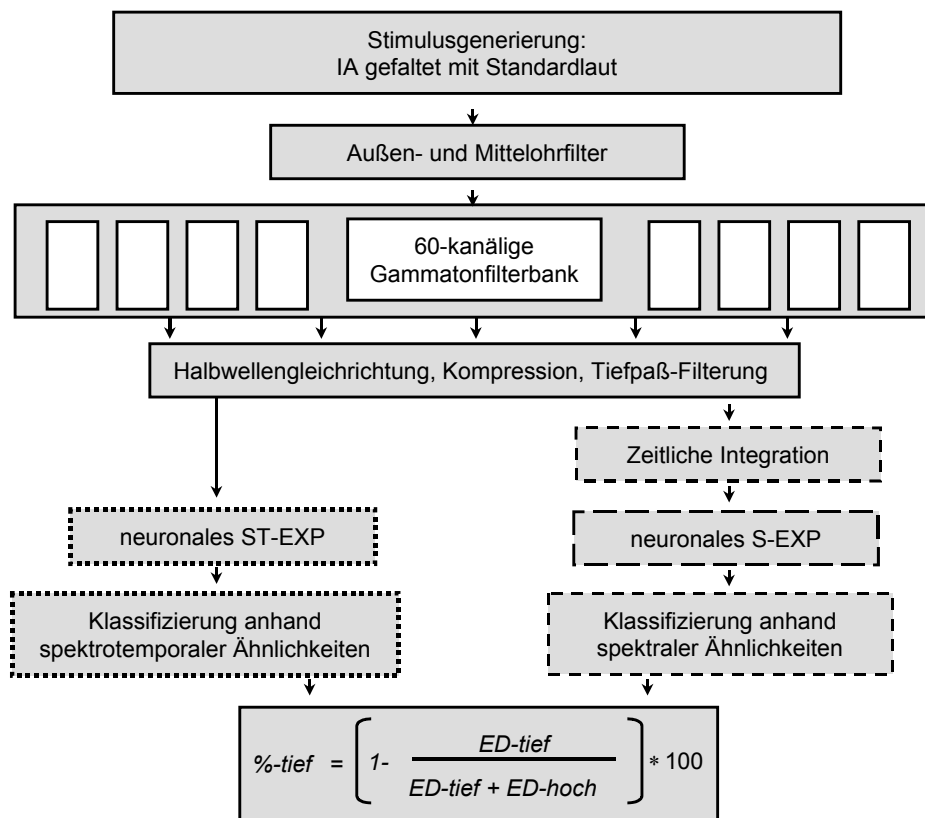 Stimulusgenerierung:
IA gefaltet mit Standardlaut
Außen- und Mittelohrfilter
60-kanälige
Gammatonfilterbank
Halbwellengleichrichtung, Kompression, Tiefpaß-Filterung
Zeitliche Integration
neuronales ST-EXP
neuronales S-EXP
Klassifizierung anhand
spektrotemporaler Ähnlichkeiten
Klassifizierung anhand
spektraler Ähnlichkeiten
ED-tief
%-tief = 1- * 100
ED-tief + ED-hoch